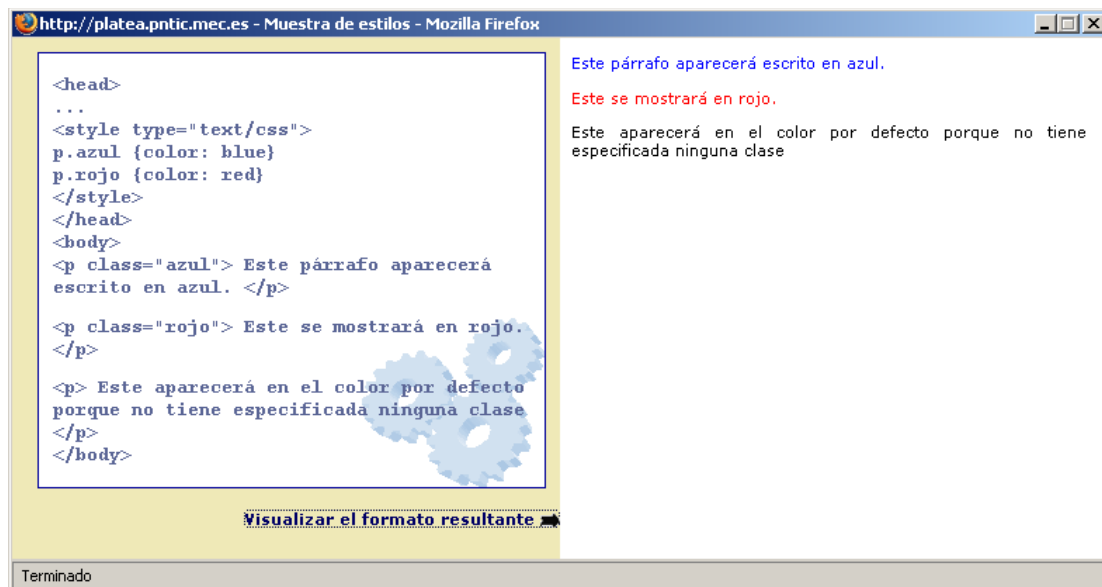 http://platea.pntic.mec.es - Muestra de estilos - Mozilla Firefox
<head>
...
<style type="text/css">
p.azul {color: blue}
p.rojo {color: red}
</style>
</head>
<body>
<p class="azul"> Este párrafo aparecerá
escrito en azul. </p>
<p class="rojo"> Este se mostrará en rojo.
</p>
<p> Este aparecerá en el color por defecto
porque no tiene especificada ninguna clase
</p>
</body>
Visualizar el formato resultante
Este párrafo aparecerá escrito en azul.
Este se mostrará en rojo.
Este aparecerá en el color por defecto porque no tiene
especificada ninguna clase
Terminado